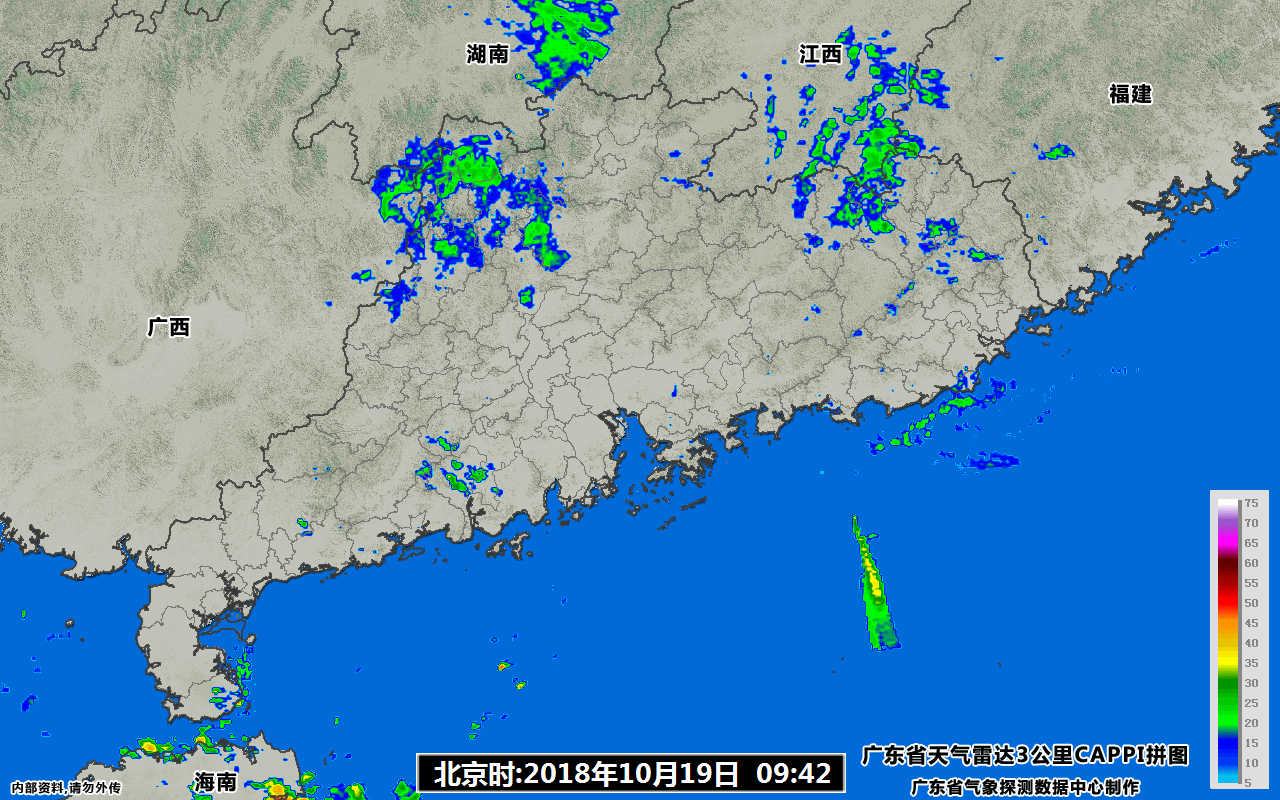 湖南
江西
福建
广西
75
70
65
60
55
50
45
40
35
30
25
20
15
10
5
广东省天气雷达3公里CAPPI拼图
北京时:2018年10月19日 09:42
海南
内部资料,请勿外传
广东省气象探测数据中心制作